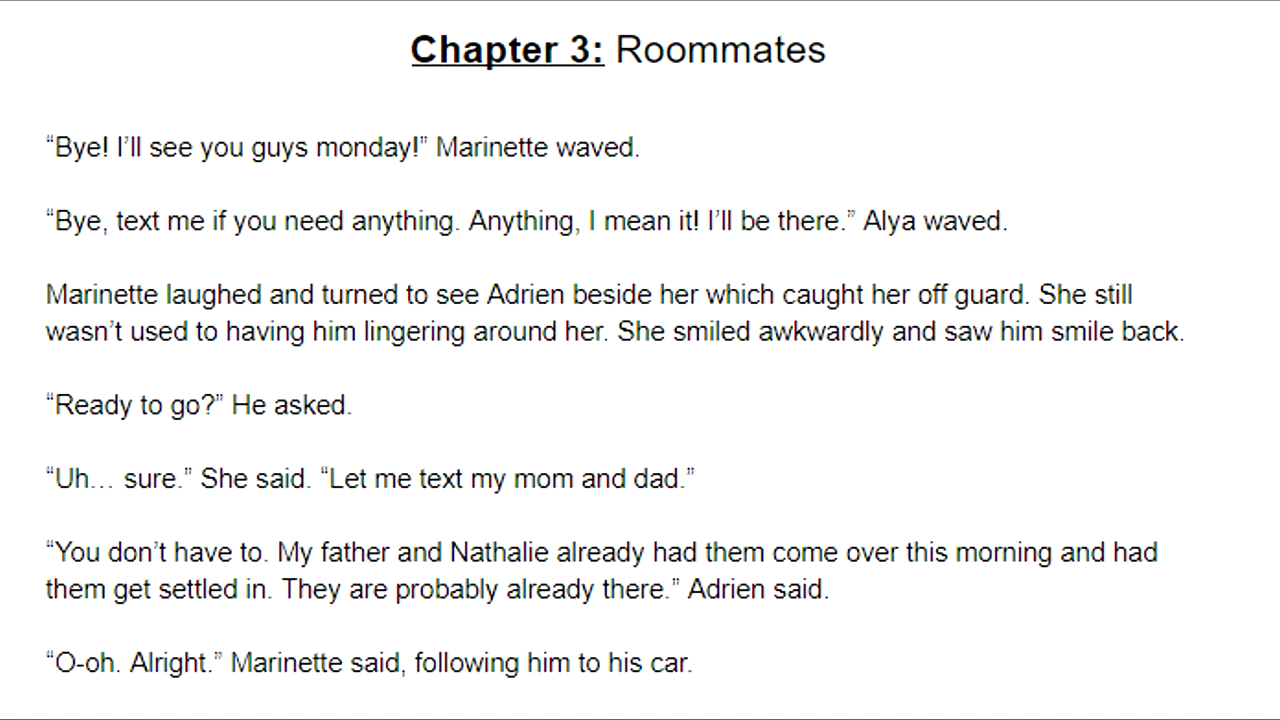 Chapter 3: Roommates
“Bye! I’ll see you guys monday!” Marinette waved.
“Bye, text me if you need anything. Anything, I mean it! I’ll be there.” Alya waved.
Marinette laughed and turned to see Adrien beside her which caught her off guard. She still
wasn’t used to having him lingering around her. She smiled awkwardly and saw him smile back.
“Ready to go?” He asked.
“Uh… sure.” She said. “Let me text my mom and dad.”
“You don’t have to. My father and Nathalie already had them come over this morning and had
them get settled in. They are probably already there.” Adrien said.
“O-oh. Alright.” Marinette said, following him to his car.